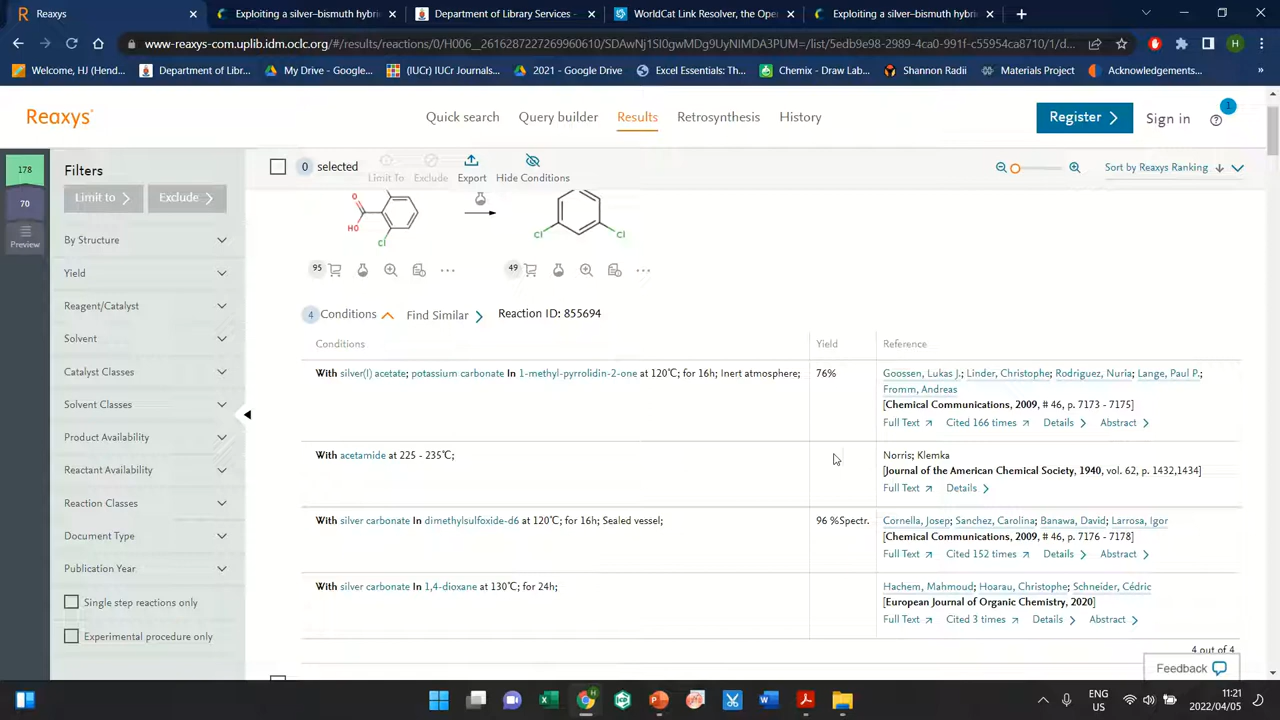 Reaxys
Exploiting a silver–bismuth hybri
Department of Library Services -
WorldCat Link Resolver, the Ope
Exploiting a silver–bismuth hybri
www-reaxys-com.uplib.idm.oclc.org/#/results/reactions/0/H006__2616287227269960610/SDAwNj1SI0gwMDg9UyNIMDA3PUM=/list/5edb9e98-2989-4ca0-991f-c55954ca8710/1/d...
H
Welcome, HJ (Hend...
Department of Libr...
My Drive - Google...
(IUCr) IUCr Journals...
2021 - Google Drive
Excel Essentials: Th...
Chemix - Draw Lab...
Shannon Radii
Materials Project
Acknowledgements...
Reaxys
Quick search
Query builder
Results
Retrosynthesis
History
Register
Sign in
1
178
70
Preview
Filters
Limit to
Exclude
By Structure
Yield
Reagent/Catalyst
Solvent
Catalyst Classes
Solvent Classes
Product Availability
Reactant Availability
Reaction Classes
Document Type
Publication Year
Single step reactions only
Experimental procedure only
0 selected
Limit To
Exclude
Export
Hide Conditions
Sort by Reaxys Ranking
O
HO
Cl
Cl
Cl
95
49
4 Conditions
Find Similar
Reaction ID: 855694
Conditions
Yield
Reference
With silver(I) acetate; potassium carbonate In 1-methyl-pyrrolidin-2-one at 120℃; for 16h; Inert atmosphere;
76%
Goossen, Lukas J.; Linder, Christophe; Rodriguez, Nuria; Lange, Paul P.;
Fromm, Andreas
[Chemical Communications, 2009, # 46, p. 7173 - 7175]
Full Text
Cited 166 times
Details
Abstract
With acetamide at 225 - 235℃;
Norris; Klemka
[Journal of the American Chemical Society, 1940, vol. 62, p. 1432,1434]
Full Text
Details
With silver carbonate In dimethylsulfoxide-d6 at 120℃; for 16h; Sealed vessel;
96 %Spectr.
Cornella, Josep; Sanchez, Carolina; Banawa, David; Larrosa, Igor
[Chemical Communications, 2009, # 46, p. 7176 - 7178]
Full Text
Cited 152 times
Details
Abstract
With silver carbonate In 1,4-dioxane at 130℃; for 24h;
Hachem, Mahmoud; Hoarau, Christophe; Schneider, Cédric
[European Journal of Organic Chemistry, 2020]
Full Text
Cited 3 times
Details
Abstract
4 out of 4
Feedback
ENG
US
11:21
2022/04/05